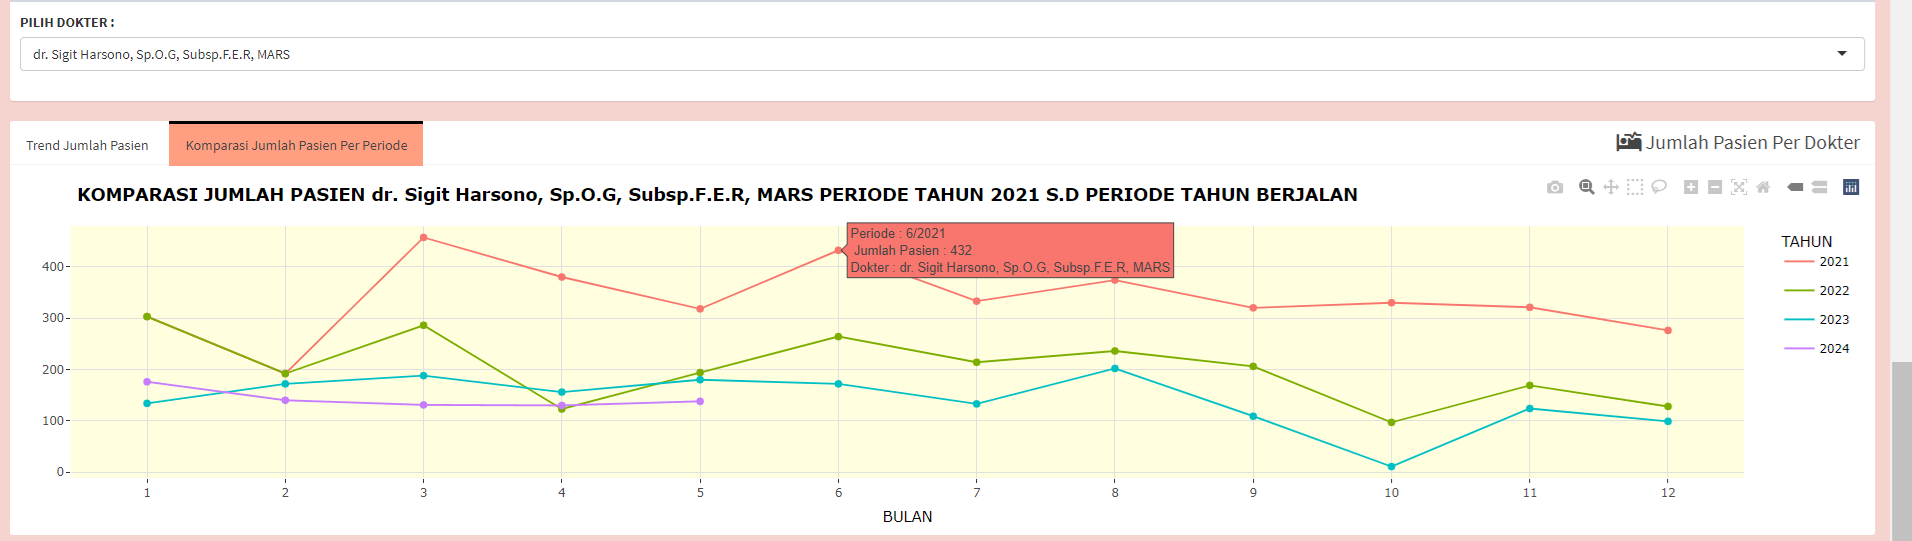 PILIH DOKTER :
dr. Sigit Harsono, Sp.O.G, Subsp.F.E.R, MARS
Trend Jumlah Pasien
Komparasi Jumlah Pasien Per Periode
Jumlah Pasien Per Dokter
KOMPARASI JUMLAH PASIEN dr. Sigit Harsono, Sp.O.G, Subsp.F.E.R, MARS PERIODE TAHUN 2021 S.D PERIODE TAHUN BERJALAN
Periode : 6/2021
Jumlah Pasien : 432
Dokter : dr. Sigit Harsono, Sp.O.G, Subsp.F.E.R, MARS
TAHUN
2021
2022
2023
2024
400
300
200
100
0
1 2 3 4 5 6 7 8 9 10 11 12
BULAN